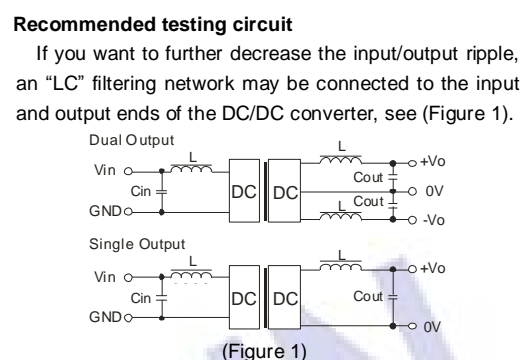 Recommended testing circuit
If you want to further decrease the input/output ripple,
an “LC” filtering network may be connected to the input
and output ends of the DC/DC converter, see (Figure 1).
Dual Output
L
L
+Vo
Vin
Cout
Cin
DC
DC
0V
Cout
GND
L
-Vo
Single Output
L
L
+Vo
Vin
Cin
DC
DC
Cout
GND
0V
(Figure 1)